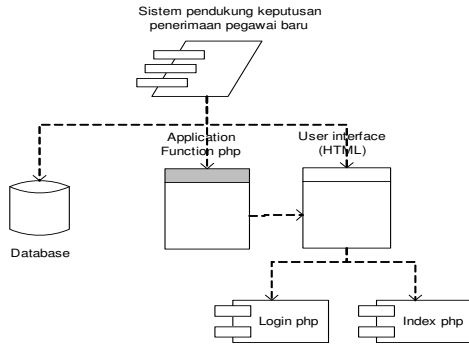 Sistem pendukung keputusan
penerimaan pegawai baru
Application
Function php
User interface
(HTML)
Database
Login php
Index php